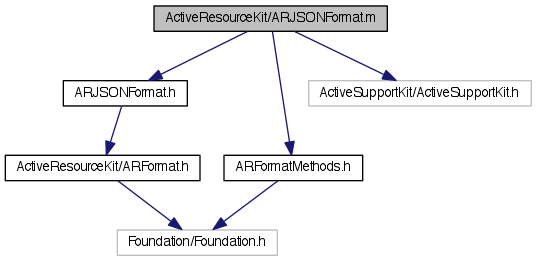 ActiveResourceKit/ARJSONFormat.m
ARJSONFormat.h
ActiveSupportKit/ActiveSupportKit.h
ActiveResourceKit/ARFormat.h
ARFormatMethods.h
Foundation/Foundation.h